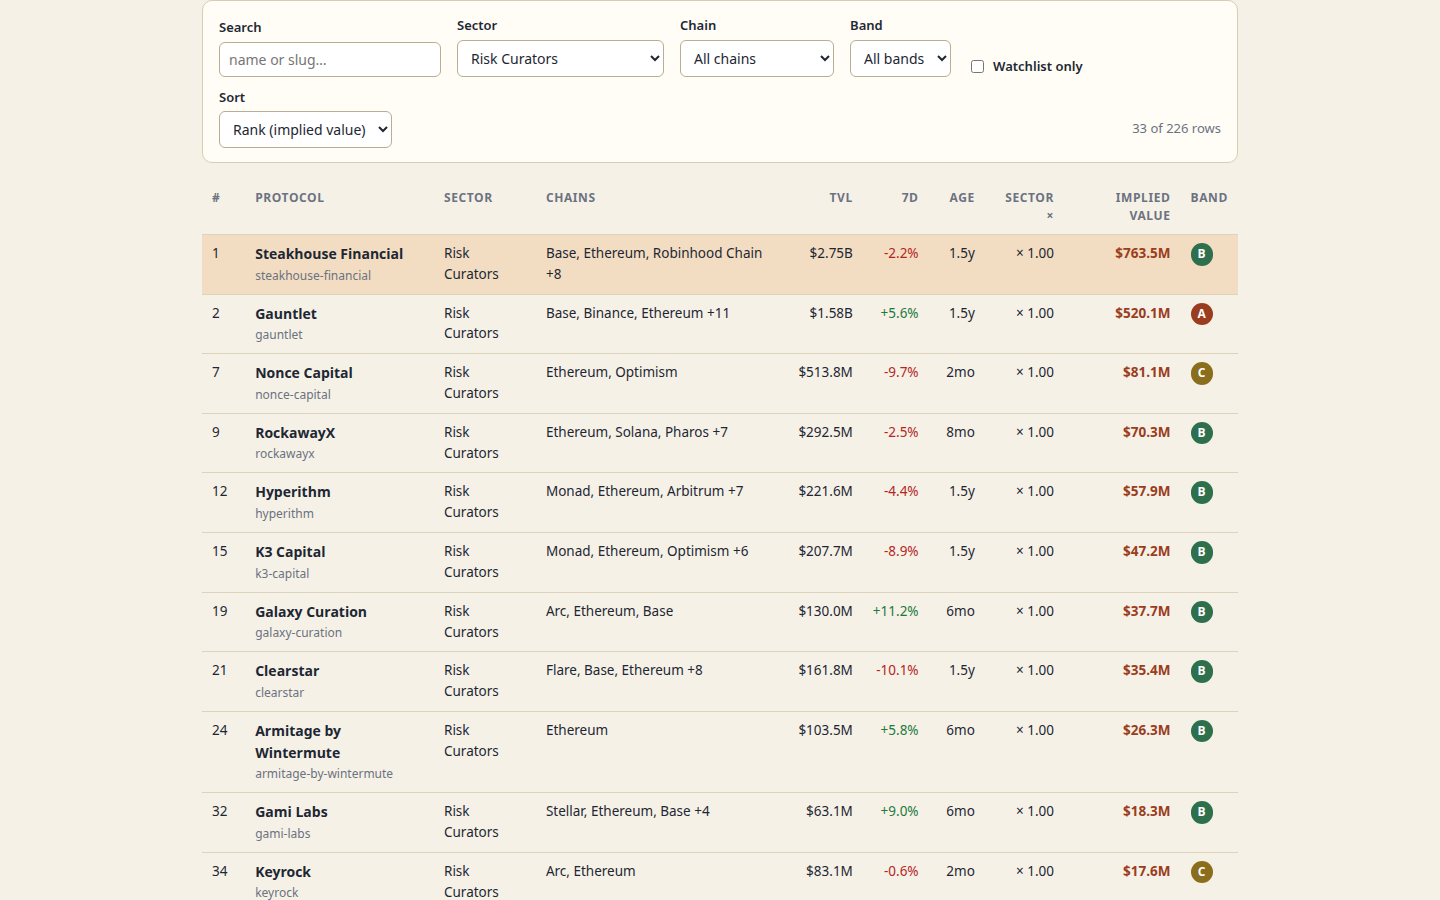 Search
Sector
Chain
Band
name or slug...
Risk Curators
All chains
All bands
Watchlist only
Sort
Rank (implied value)
33 of 226 rows
# PROTOCOL SECTOR CHAINS TVL 7D AGE SECTOR × IMPLIED VALUE BAND
1 Steakhouse Financial steakhouse-financial Risk Curators Base, Ethereum, Robinhood Chain +8 $2.75B -2.2% 1.5y × 1.00 $763.5M B
2 Gauntlet gauntlet Risk Curators Base, Binance, Ethereum +11 $1.58B +5.6% 1.5y × 1.00 $520.1M A
7 Nonce Capital nonce-capital Risk Curators Ethereum, Optimism $513.8M -9.7% 2mo × 1.00 $81.1M C
9 RockawayX rockawayx Risk Curators Ethereum, Solana, Pharos +7 $292.5M -2.5% 8mo × 1.00 $70.3M B
12 Hyperithm hyperithm Risk Curators Monad, Ethereum, Arbitrum +7 $221.6M -4.4% 1.5y × 1.00 $57.9M B
15 K3 Capital k3-capital Risk Curators Monad, Ethereum, Optimism +6 $207.7M -8.9% 1.5y × 1.00 $47.2M B
19 Galaxy Curation galaxy-curation Risk Curators Arc, Ethereum, Base $130.0M +11.2% 6mo × 1.00 $37.7M B
21 Clearstar clearstar Risk Curators Flare, Base, Ethereum +8 $161.8M -10.1% 1.5y × 1.00 $35.4M B
24 Armitage by Wintermute armitage-by-wintermute Risk Curators Ethereum $103.5M +5.8% 6mo × 1.00 $26.3M B
32 Gami Labs gami-labs Risk Curators Stellar, Ethereum, Base +4 $63.1M +9.0% 6mo × 1.00 $18.3M B
34 Keyrock keyrock Risk Curators Arc, Ethereum $83.1M -0.6% 2mo × 1.00 $17.6M C